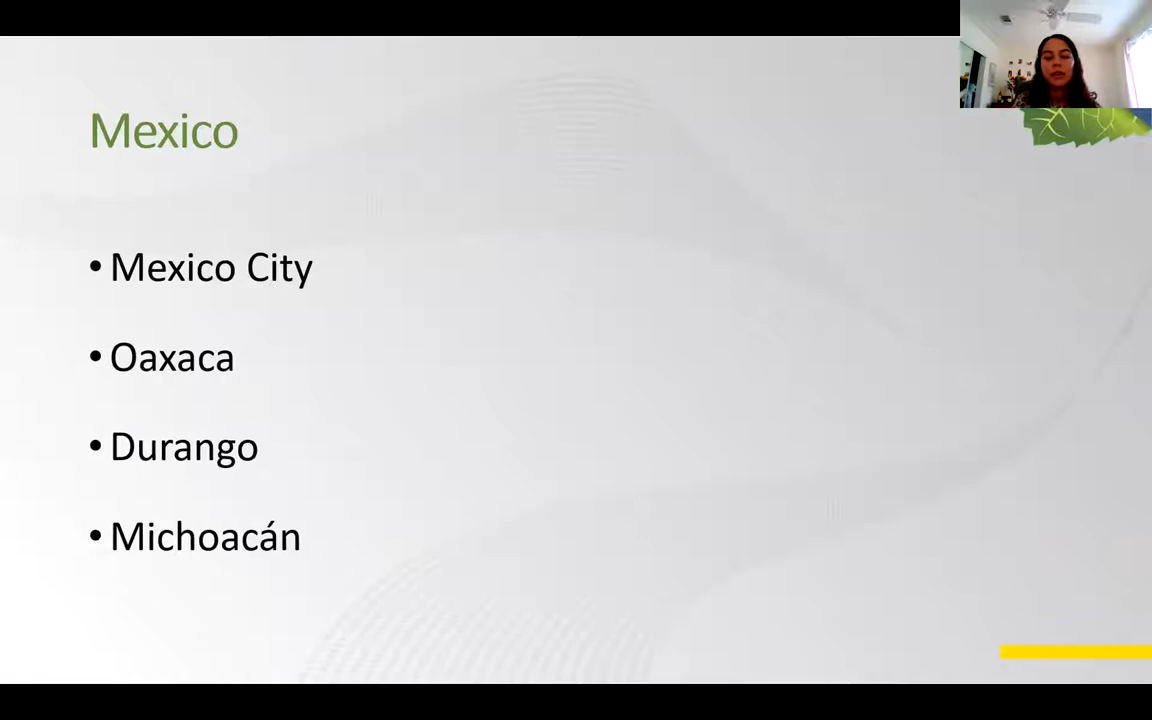 Mexico
• Mexico City
• Oaxaca
• Durango
• Michoacán